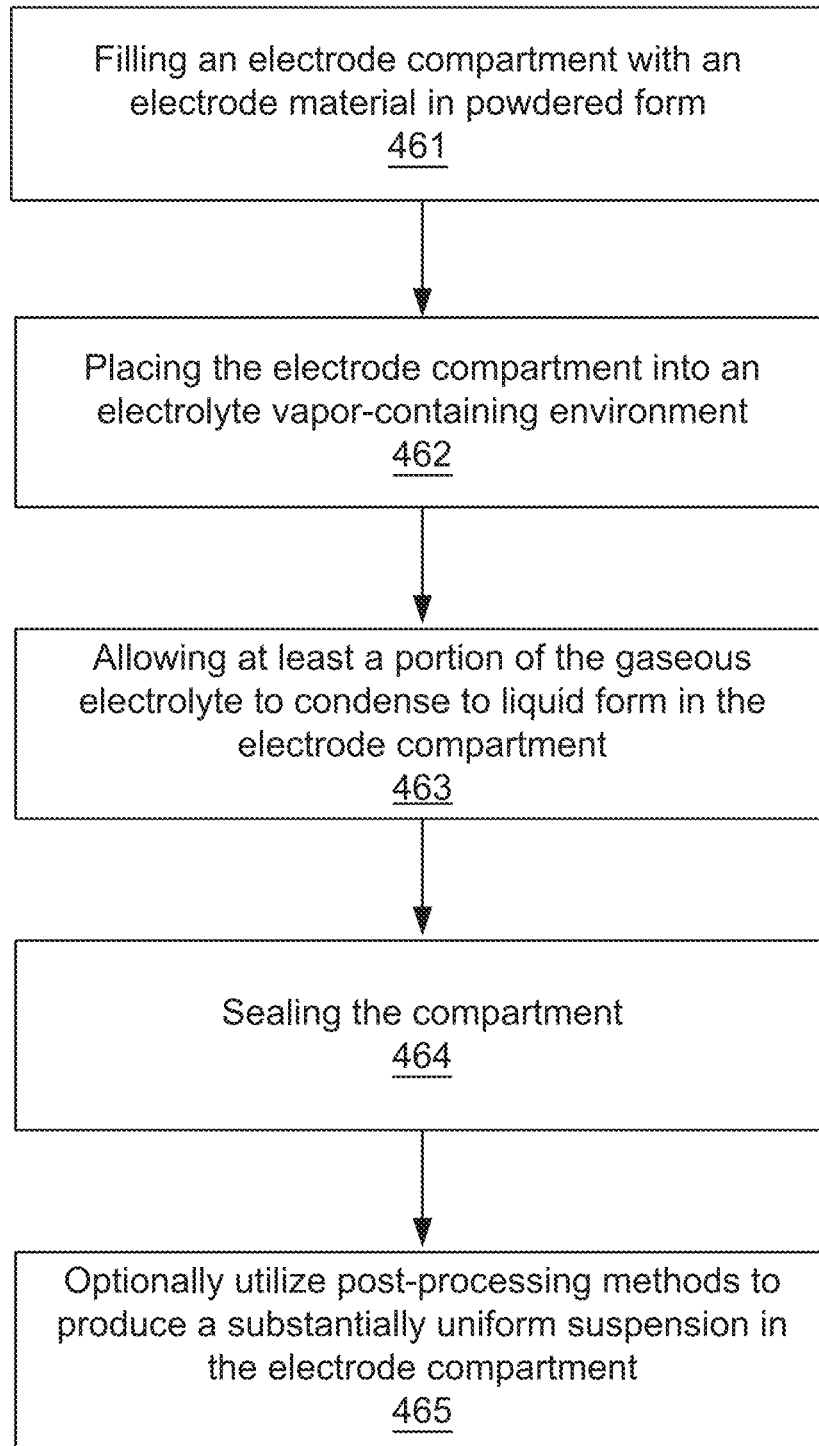 Filling an electrode compartment with an
electrode material in powdered form
461
Placing the electrode compartment into an
electrolyte vapor-containing environment
462
Allowing at least a portion of the gaseous
electrolyte to condense to liquid form in the
electrode compartment
463
Sealing the compartment
464
Optionally utilize post-processing methods to
produce a substantially uniform suspension in
the electrode compartment
465